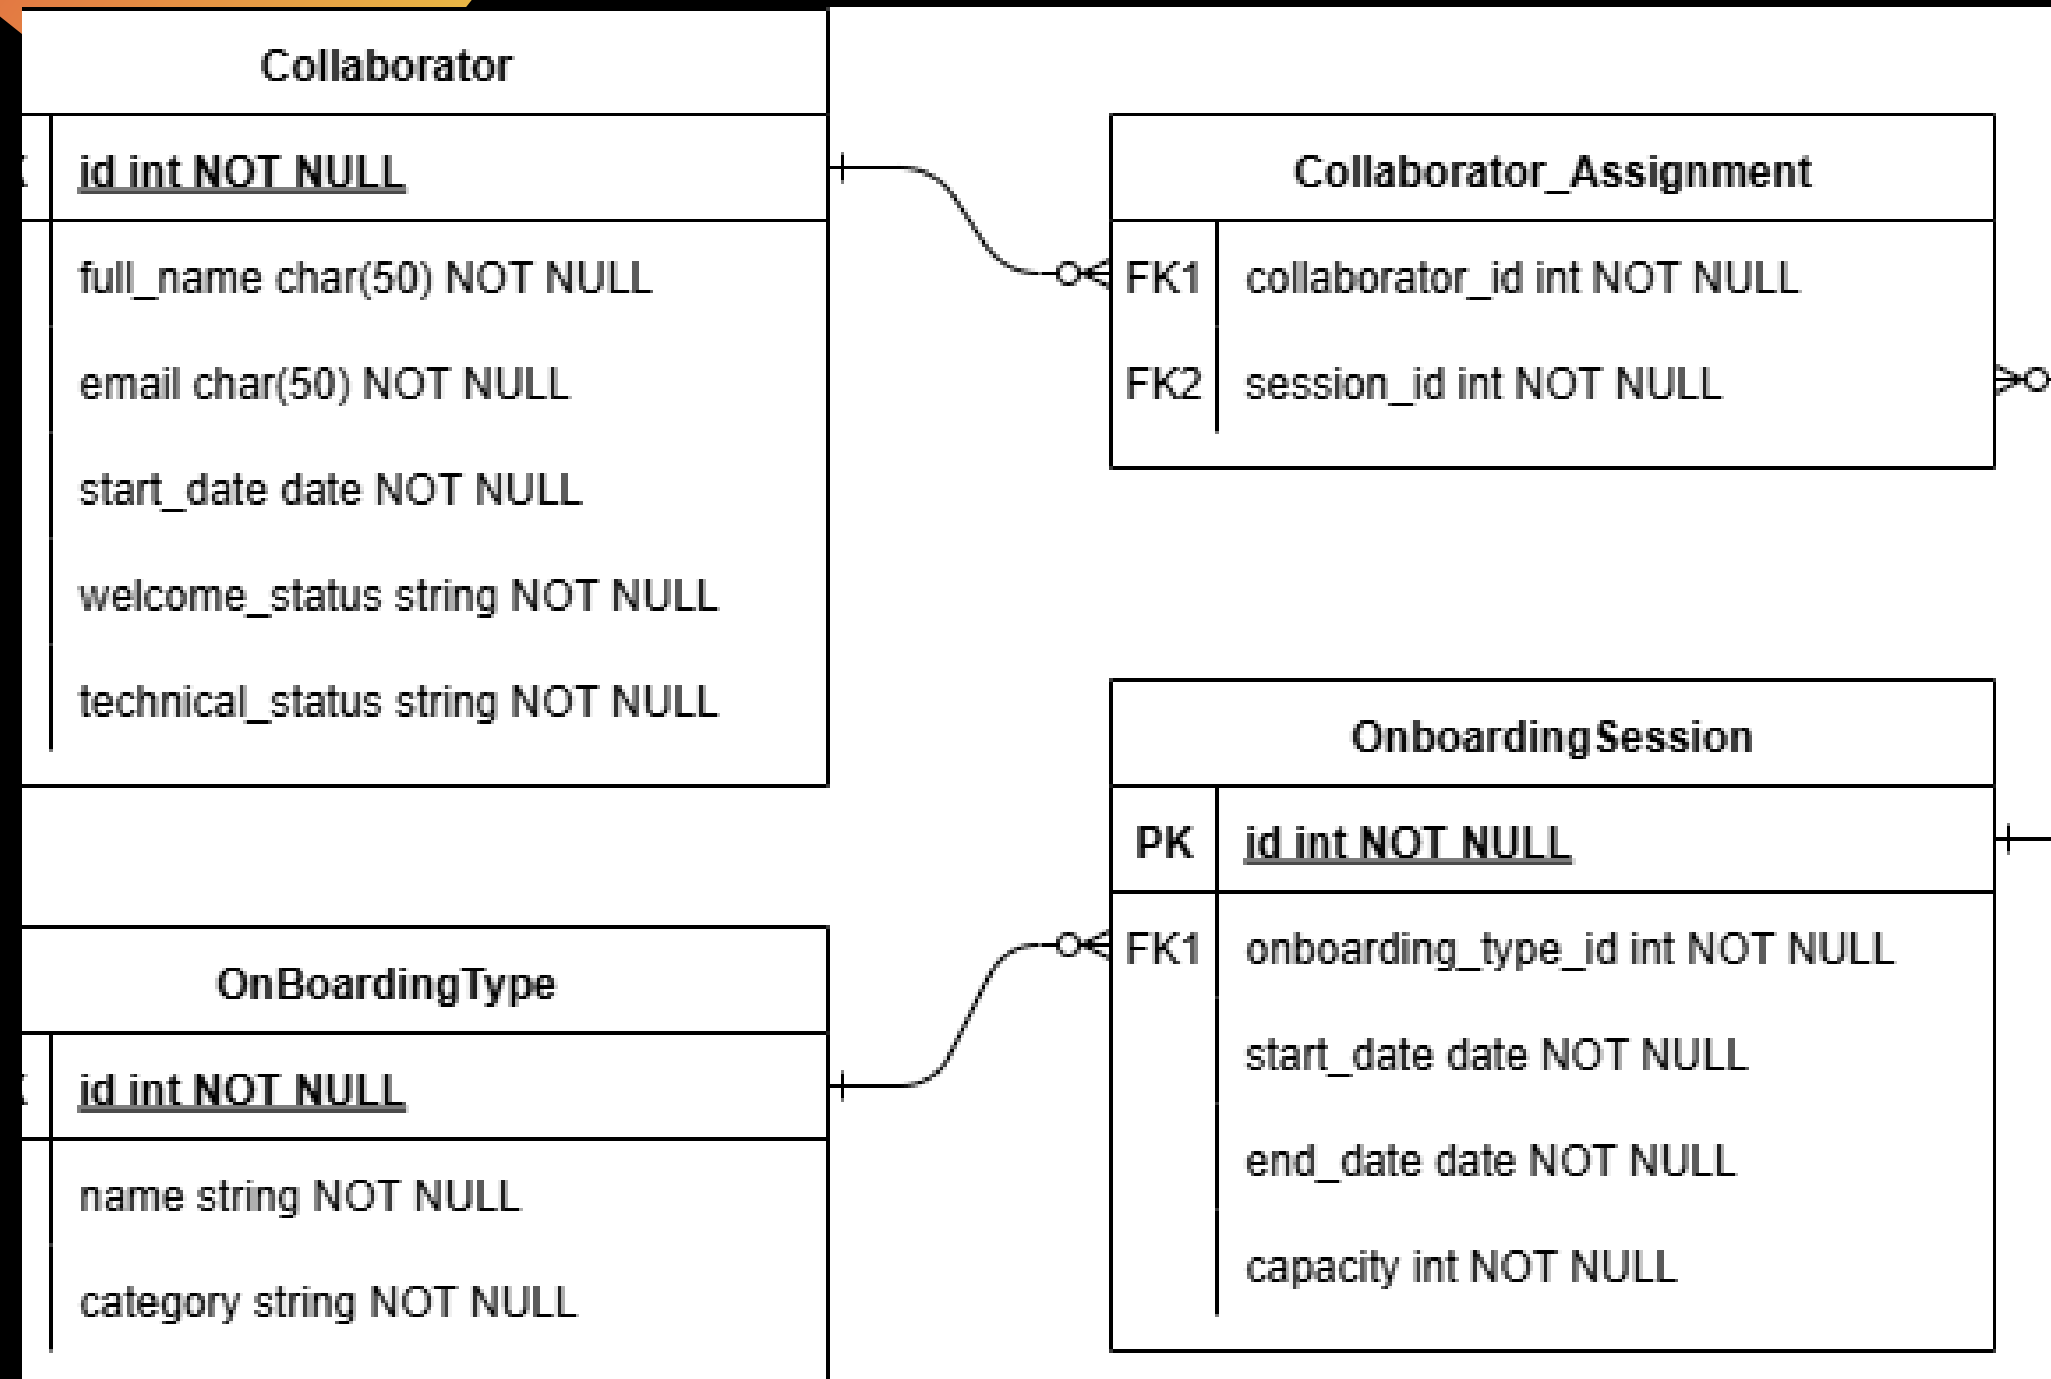 Collaborator
id int NOT NULL
full_name char(50) NOT NULL
email char(50) NOT NULL
start_date date NOT NULL
welcome_status string NOT NULL
technical_status string NOT NULL
Collaborator_Assignment
FK1 collaborator_id int NOT NULL
FK2 session_id int NOT NULL
OnBoardingType
id int NOT NULL
name string NOT NULL
category string NOT NULL
OnboardingSession
PK id int NOT NULL
FK1 onboarding_type_id int NOT NULL
start_date date NOT NULL
end_date date NOT NULL
capacity int NOT NULL